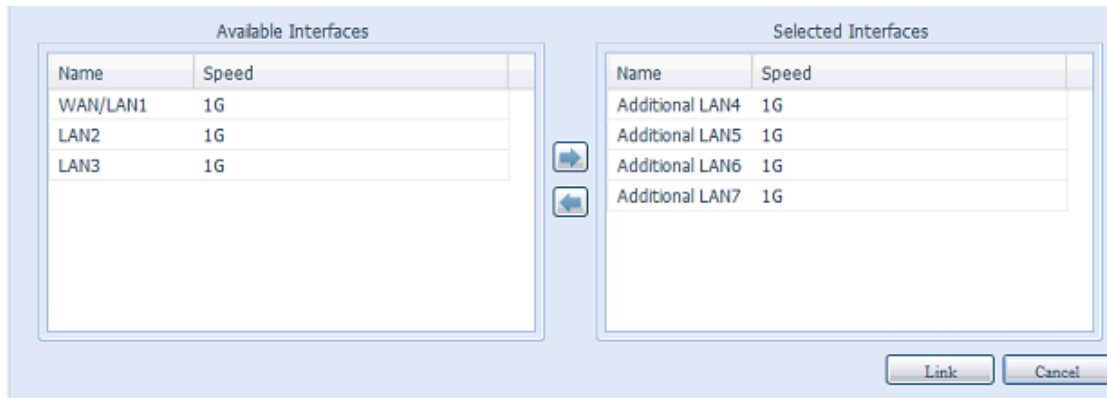 Available Interfaces
Name Speed
WAN/LAN1 1G
LAN2 1G
LAN3 1G
Selected Interfaces
Name Speed
Additional LAN4 1G
Additional LAN5 1G
Additional LAN6 1G
Additional LAN7 1G
Link Cancel